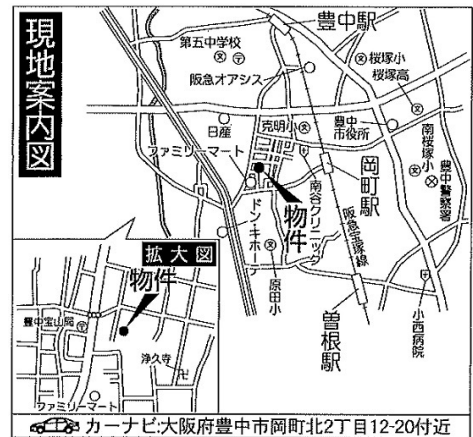 現地案内図
豊中駅
第五中学校
阪急オアシス
桜塚小
桜塚高
日産
克明小
豊中
市役所
ファミリーマート
南桜塚小
豊中警察署
岡町駅
物件
南谷クリニック
ドン・キホーテ
阪急宝塚線
原田小
曽根駅
小西病院
拡大図
物件
豊中宝山局
浄久寺
ファミリーマート
カーナビ:大阪府豊中市岡町北2丁目12-20付近